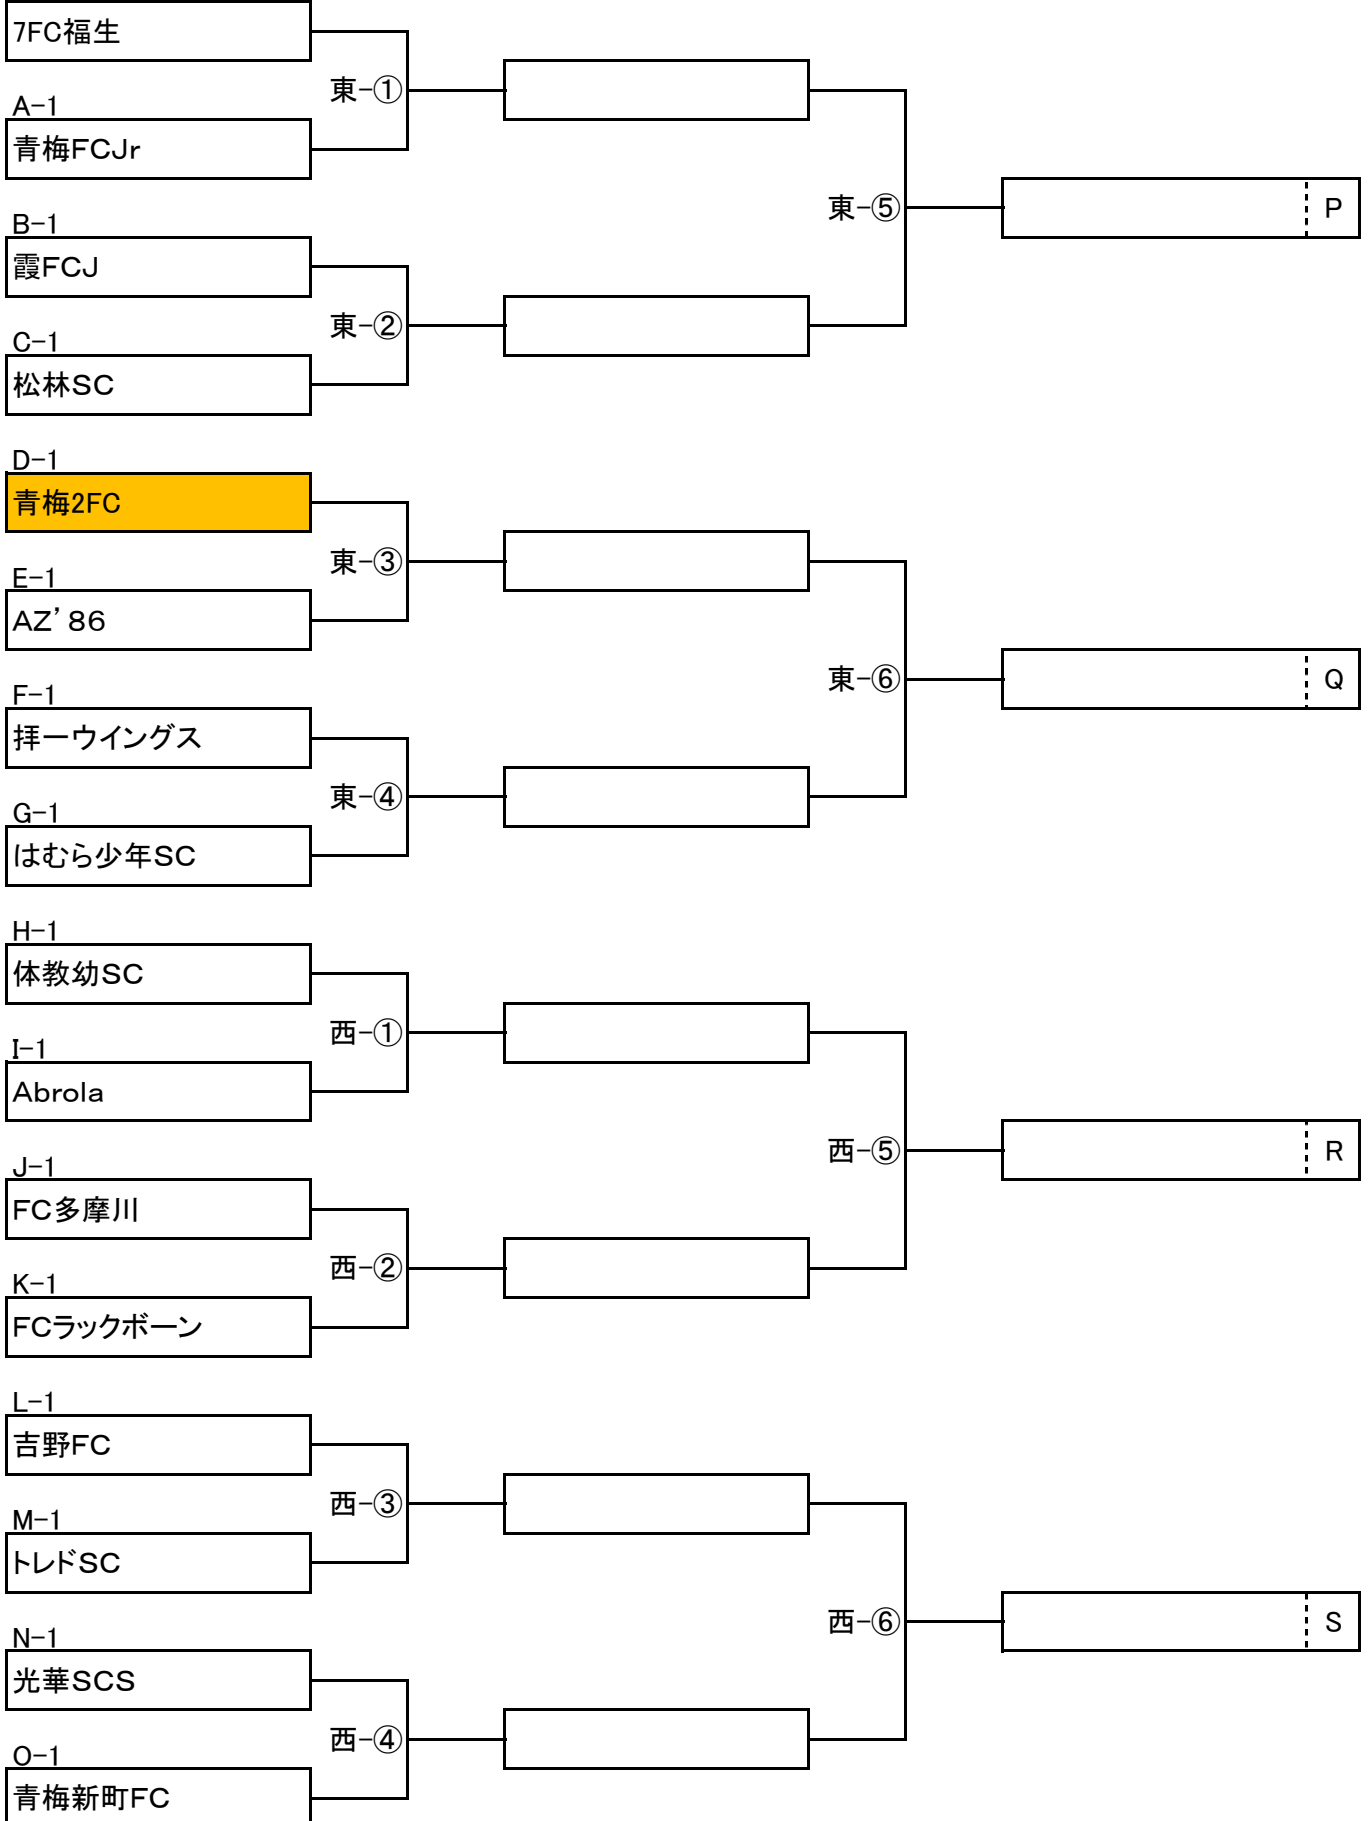 7FC福生
東-①
A-1
青梅FCJr
東-⑤
P
B-1
霞FCJ
東-②
C-1
松林SC
D-1
青梅2FC
東-③
E-1
AZ’86
東-⑥
Q
F-1
拝一ウイングス
東-④
G-1
はむら少年SC
H-1
体教幼SC
西-①
I-1
Abrola
西-⑤
R
J-1
FC多摩川
西-②
K-1
FCラックボーン
L-1
吉野FC
西-③
M-1
トレドSC
西-⑥
S
N-1
光華SCS
西-④
O-1
青梅新町FC